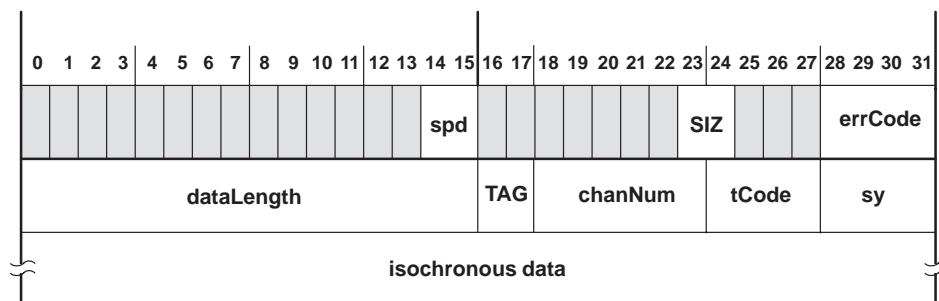 0 1 2 3 4 5 6 7 8 9 10 11 12 13 14 15 16 17 18 19 20 21 22 23 24 25 26 27 28 29 30 31
spd SIZ errCode
dataLength TAG chanNum tCode sy
isochronous data